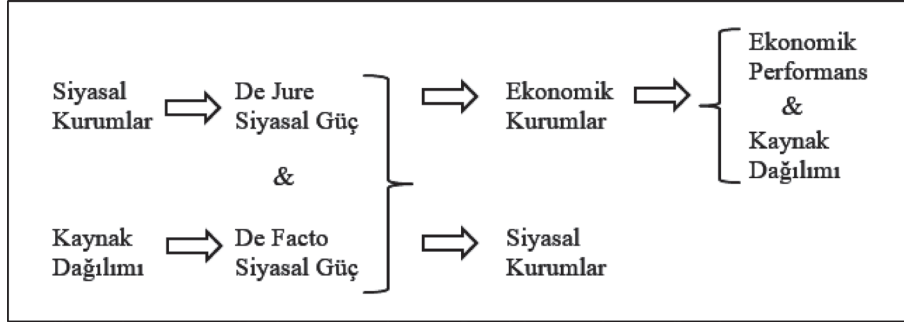 Siyasal
Kurumlar
De Jure
Siyasal Güç
&
Kaynak
Dağılımı
De Facto
Siyasal Güç
Ekonomik
Kurumlar
Siyasal
Kurumlar
Ekonomik
Performans
&
Kaynak
Dağılımı